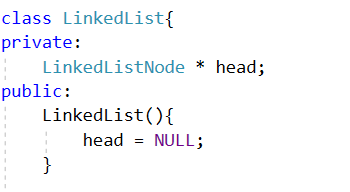 class LinkedList{
private:
    LinkedListNode * head;
public:
    LinkedList(){
        head = NULL;
    }